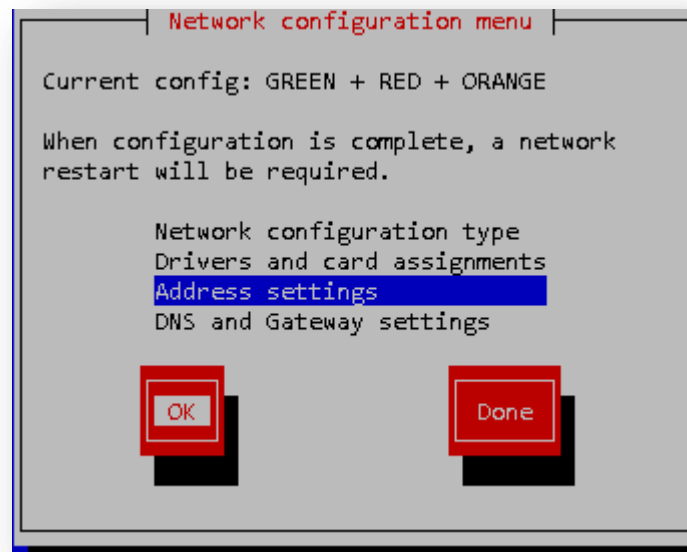 Network configuration menu
Current config: GREEN + RED + ORANGE
When configuration is complete, a network
restart will be required.
Network configuration type
Drivers and card assignments
Address settings
DNS and Gateway settings
OK Done